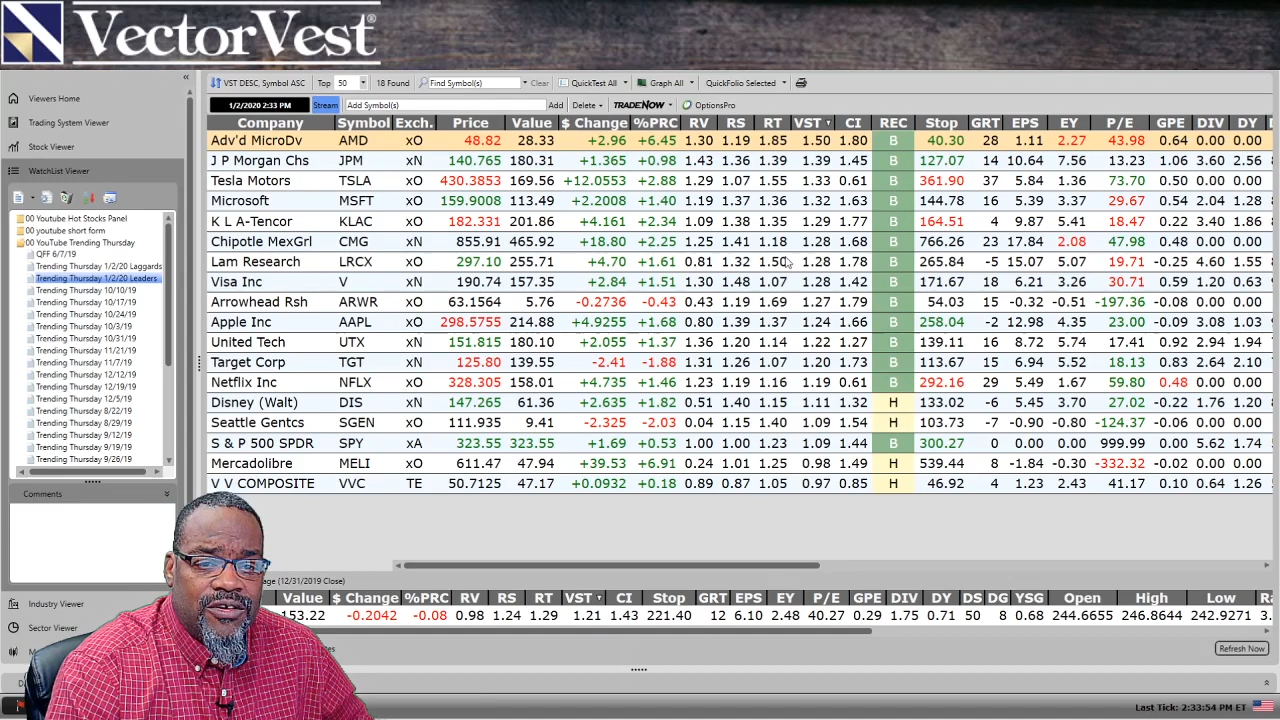 VectorVest®
VST DESC, Symbol ASC Top 50 18 Found Find Symbol(s) Clear QuickTest All Graph All QuickFolio Selected
1/2/2020 2:33 PM Stream Add Symbol(s) Add Delete TRADENOW OptionsPro
Viewers Home
Trading System Viewer
Stock Viewer
WatchList Viewer
00 Youtube Hot Stocks Panel
youtube short form
00 YouTube Trending Thursday
QFF 6/7/19
Trending Thursday 1/2/20 Laggards
Trending Thursday 1/2/20 Leaders
Trending Thursday 10/10/19
Trending Thursday 10/17/19
Trending Thursday 10/24/19
Trending Thursday 10/3/19
Trending Thursday 10/31/19
Trending Thursday 11/21/19
Trending Thursday 11/7/19
Trending Thursday 12/12/19
Trending Thursday 12/19/19
Trending Thursday 12/5/19
Trending Thursday 8/22/19
Trending Thursday 8/29/19
Trending Thursday 9/12/19
Trending Thursday 9/19/19
Trending Thursday 9/26/19
Comments
Industry Viewer
Sector Viewer
Company Symbol Exch. Price Value $ Change %PRC RV RS RT VST CI REC Stop GRT EPS EY P/E GPE DIV DY
Adv'd MicroDv AMD xO 48.82 28.33 +2.96 +6.45 1.30 1.19 1.85 1.50 1.80 B 40.30 28 1.11 2.27 43.98 0.64 0.00 0.00
J P Morgan Chs JPM xN 140.765 180.31 +1.365 +0.98 1.43 1.36 1.39 1.39 1.45 B 127.07 14 10.64 7.56 13.23 1.06 3.60 2.56
Tesla Motors TSLA xO 430.3853 169.56 +12.0553 +2.88 1.29 1.07 1.55 1.33 0.61 B 361.90 37 5.84 1.36 73.70 0.50 0.00 0.00
Microsoft MSFT xO 159.9008 113.49 +2.2008 +1.40 1.19 1.37 1.36 1.32 1.63 B 144.78 16 5.39 3.37 29.67 0.54 2.04 1.28
K L A-Tencor KLAC xO 182.331 201.86 +4.161 +2.34 1.09 1.38 1.35 1.29 1.77 B 164.51 4 9.87 5.41 18.47 0.22 3.40 1.86
Chipotle MexGrl CMG xN 855.91 465.92 +18.80 +2.25 1.25 1.41 1.18 1.28 1.68 B 766.26 23 17.84 2.08 47.98 0.48 0.00 0.00
Lam Research LRCX xO 297.10 255.71 +4.70 +1.61 0.81 1.32 1.50 1.28 1.78 B 265.84 -5 15.07 5.07 19.71 -0.25 4.60 1.55
Visa Inc V xN 190.74 157.35 +2.84 +1.51 1.30 1.48 1.07 1.28 1.42 B 171.67 18 6.21 3.26 30.71 0.59 1.20 0.63
Arrowhead Rsh ARWR xO 63.1564 5.76 -0.2736 -0.43 0.43 1.19 1.69 1.27 1.79 B 54.03 15 -0.32 -0.51 -197.36 -0.08 0.00 0.00
Apple Inc AAPL xO 298.5755 214.88 +4.9255 +1.68 0.80 1.39 1.37 1.24 1.66 B 258.04 -2 12.98 4.35 23.00 -0.09 3.08 1.03
United Tech UTX xN 151.815 180.10 +2.055 +1.37 1.36 1.20 1.14 1.22 1.27 B 139.11 16 8.72 5.74 17.41 0.92 2.94 1.94
Target Corp TGT xN 125.80 139.55 -2.41 -1.88 1.31 1.26 1.07 1.20 1.73 B 113.67 15 6.94 5.52 18.13 0.83 2.64 2.10
Netflix Inc NFLX xO 328.305 158.01 +4.735 +1.46 1.23 1.19 1.16 1.19 0.61 B 292.16 29 5.49 1.67 59.80 0.48 0.00 0.00
Disney (Walt) DIS xN 147.265 61.36 +2.635 +1.82 0.51 1.19 1.30 1.11 1.32 H 133.02 -6 5.45 3.70 27.02 -0.22 1.76 1.20
Seattle Gentcs SGEN xO 111.935 9.41 -2.325 -2.03 0.04 1.15 1.40 1.09 1.54 H 103.73 -7 -0.90 -0.80 -124.37 -0.06 0.00 0.00
S & P 500 SPDR SPY xA 323.55 323.55 +1.69 +0.53 1.00 1.01 1.23 1.09 1.44 B 300.27 0 0.00 0.00 999.99 0.00 5.62 1.74
Mercadolibre MELI xO 611.47 47.94 +39.53 +6.91 0.24 1.01 1.25 0.98 1.49 H 539.44 8 -1.84 -0.30 -332.32 -0.02 0.00 0.00
V V COMPOSITE VVC TE 50.7125 47.17 +0.0932 +0.18 0.89 0.87 1.05 0.97 0.85 H 46.92 4 1.23 2.43 41.17 0.10 0.64 1.26
(12/31/2019 Close)
Value $ Change %PRC RV RS RT VST CI Stop GRT EPS EY P/E GPE DIV DY DS DG YSG Open High Low
153.22 -0.2042 -0.08 0.98 1.24 1.29 1.21 1.43 221.40 12 6.10 2.48 40.27 0.29 1.75 0.71 50 8 0.68 244.6655 246.8644 242.9271
Refresh Now
Last Tick: 2:33:54 PM ET